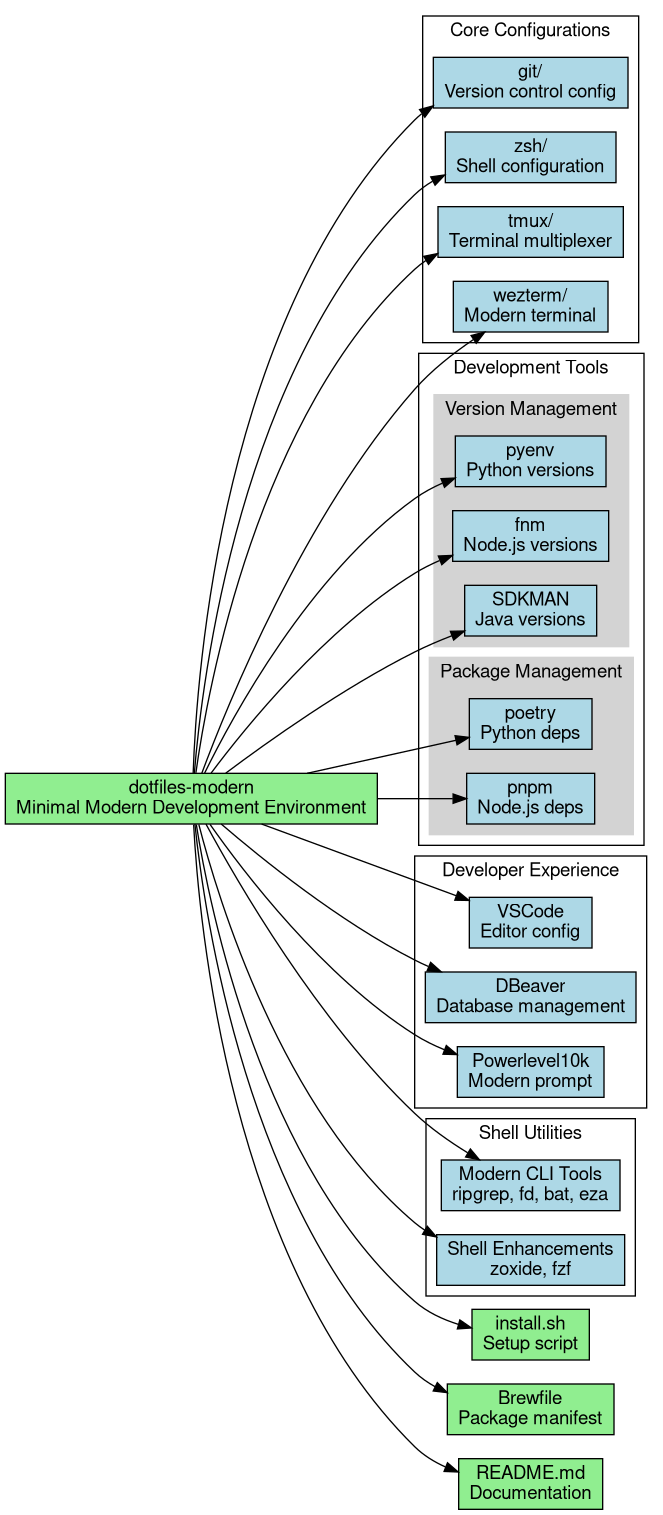 Core Configurations
git/
Version control config
zsh/
Shell configuration
tmux/
Terminal multiplexer
wezterm/
Modern terminal
Development Tools
Version Management
pyenv
Python versions
fnm
Node.js versions
SDKMAN
Java versions
Package Management
poetry
Python deps
dotfiles-modern
Minimal Modern Development Environment
pnpm
Node.js deps
Developer Experience
VSCode
Editor config
DBeaver
Database management
Powerlevel10k
Modern prompt
Shell Utilities
Modern CLI Tools
ripgrep, fd, bat, eza
Shell Enhancements
zoxide, fzf
install.sh
Setup script
Brewfile
Package manifest
README.md
Documentation